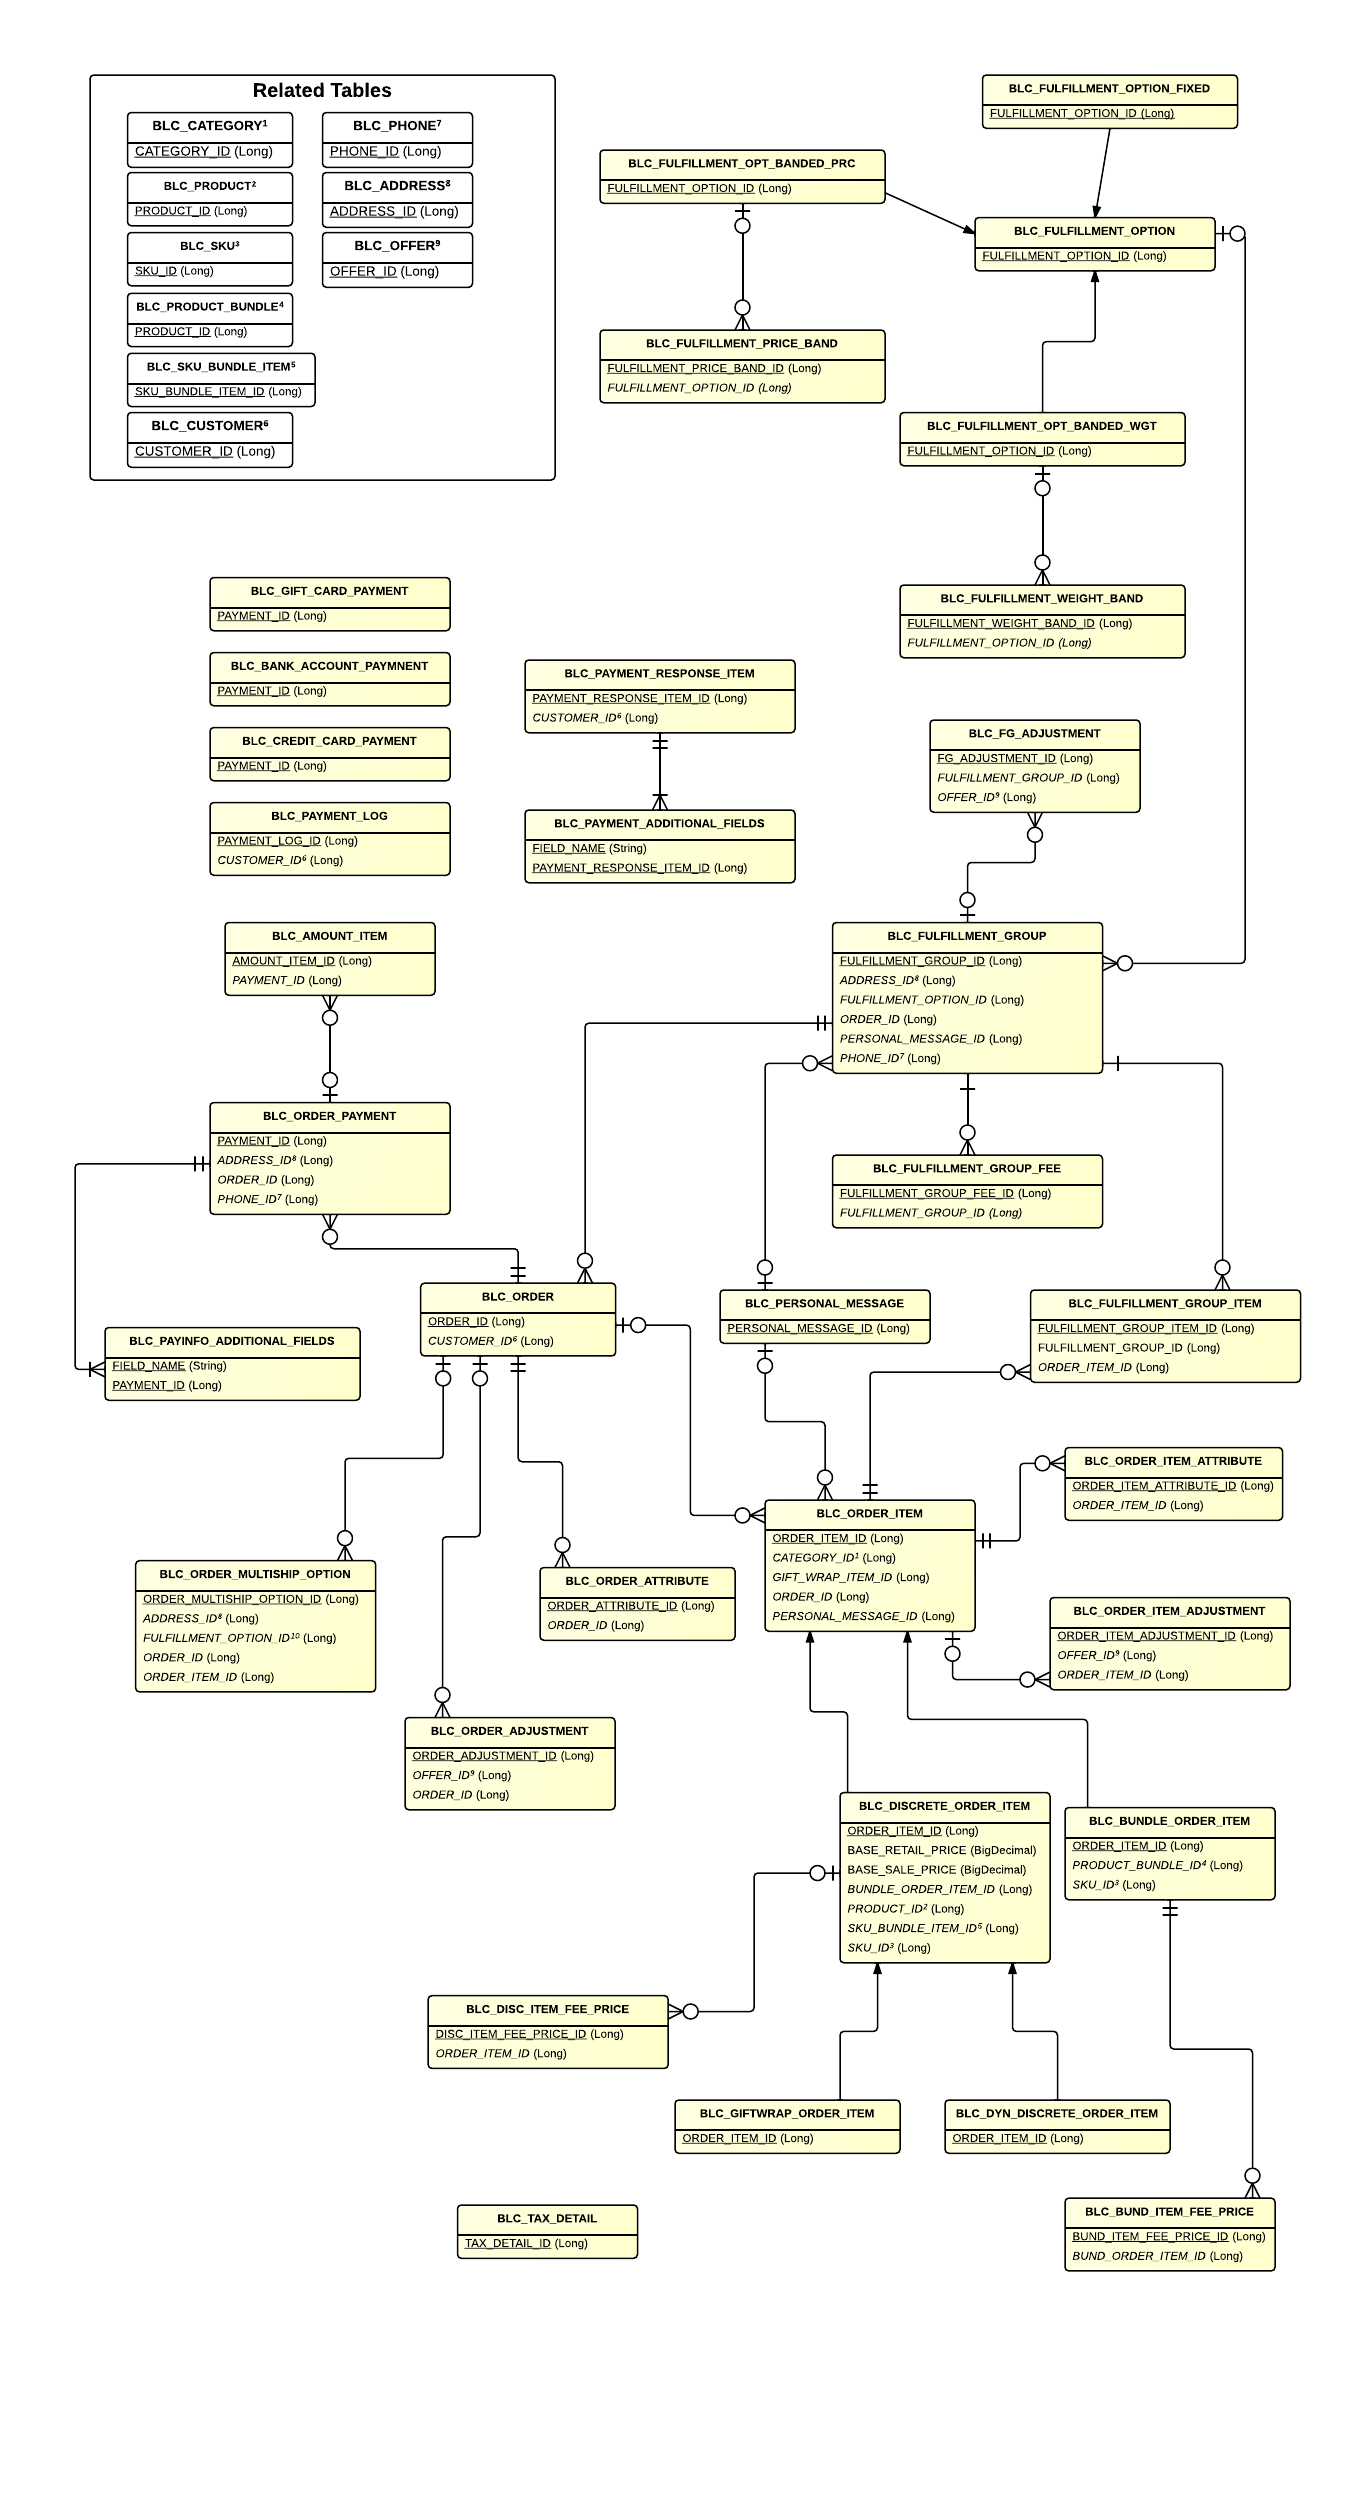 Related Tables
BLC_CATEGORY¹
CATEGORY_ID (Long)
BLC_PRODUCT²
PRODUCT_ID (Long)
BLC_SKU³
SKU_ID (Long)
BLC_PRODUCT_BUNDLE⁴
PRODUCT_ID (Long)
BLC_SKU_BUNDLE_ITEM⁵
SKU_BUNDLE_ITEM_ID (Long)
BLC_CUSTOMER⁶
CUSTOMER_ID (Long)
BLC_PHONE⁷
PHONE_ID (Long)
BLC_ADDRESS⁸
ADDRESS_ID (Long)
BLC_OFFER⁹
OFFER_ID (Long)
BLC_FULFILLMENT_OPTION_FIXED
FULFILLMENT_OPTION_ID (Long)
BLC_FULFILLMENT_OPT_BANDED_PRC
FULFILLMENT_OPTION_ID (Long)
BLC_FULFILLMENT_OPTION
FULFILLMENT_OPTION_ID (Long)
BLC_FULFILLMENT_PRICE_BAND
FULFILLMENT_PRICE_BAND_ID (Long)
FULFILLMENT_OPTION_ID (Long)
BLC_FULFILLMENT_OPT_BANDED_WGT
FULFILLMENT_OPTION_ID (Long)
BLC_FULFILLMENT_WEIGHT_BAND
FULFILLMENT_WEIGHT_BAND_ID (Long)
FULFILLMENT_OPTION_ID (Long)
BLC_GIFT_CARD_PAYMENT
PAYMENT_ID (Long)
BLC_BANK_ACCOUNT_PAYMNENT
PAYMENT_ID (Long)
BLC_CREDIT_CARD_PAYMENT
PAYMENT_ID (Long)
BLC_PAYMENT_LOG
PAYMENT_LOG_ID (Long)
CUSTOMER_ID⁶ (Long)
BLC_PAYMENT_RESPONSE_ITEM
PAYMENT_RESPONSE_ITEM_ID (Long)
CUSTOMER_ID⁶ (Long)
BLC_PAYMENT_ADDITIONAL_FIELDS
FIELD_NAME (String)
PAYMENT_RESPONSE_ITEM_ID (Long)
BLC_FG_ADJUSTMENT
FG_ADJUSTMENT_ID (Long)
FULFILLMENT_GROUP_ID (Long)
OFFER_ID⁹ (Long)
BLC_AMOUNT_ITEM
AMOUNT_ITEM_ID (Long)
PAYMENT_ID (Long)
BLC_FULFILLMENT_GROUP
FULFILLMENT_GROUP_ID (Long)
ADDRESS_ID⁸ (Long)
FULFILLMENT_OPTION_ID (Long)
ORDER_ID (Long)
PERSONAL_MESSAGE_ID (Long)
PHONE_ID⁷ (Long)
BLC_ORDER_PAYMENT
PAYMENT_ID (Long)
ADDRESS_ID⁸ (Long)
ORDER_ID (Long)
PHONE_ID⁷ (Long)
BLC_FULFILLMENT_GROUP_FEE
FULFILLMENT_GROUP_FEE_ID (Long)
FULFILLMENT_GROUP_ID (Long)
BLC_ORDER
ORDER_ID (Long)
CUSTOMER_ID⁶ (Long)
BLC_PERSONAL_MESSAGE
PERSONAL_MESSAGE_ID (Long)
BLC_FULFILLMENT_GROUP_ITEM
FULFILLMENT_GROUP_ITEM_ID (Long)
FULFILLMENT_GROUP_ID (Long)
ORDER_ITEM_ID (Long)
BLC_PAYINFO_ADDITIONAL_FIELDS
FIELD_NAME (String)
PAYMENT_ID (Long)
BLC_ORDER_ITEM_ATTRIBUTE
ORDER_ITEM_ATTRIBUTE_ID (Long)
ORDER_ITEM_ID (Long)
BLC_ORDER_ITEM
ORDER_ITEM_ID (Long)
CATEGORY_ID¹ (Long)
GIFT_WRAP_ITEM_ID (Long)
ORDER_ID (Long)
PERSONAL_MESSAGE_ID (Long)
BLC_ORDER_MULTISHIP_OPTION
ORDER_MULTISHIP_OPTION_ID (Long)
ADDRESS_ID⁸ (Long)
FULFILLMENT_OPTION_ID¹⁰ (Long)
ORDER_ID (Long)
ORDER_ITEM_ID (Long)
BLC_ORDER_ATTRIBUTE
ORDER_ATTRIBUTE_ID (Long)
ORDER_ID (Long)
BLC_ORDER_ITEM_ADJUSTMENT
ORDER_ITEM_ADJUSTMENT_ID (Long)
OFFER_ID⁹ (Long)
ORDER_ITEM_ID (Long)
BLC_ORDER_ADJUSTMENT
ORDER_ADJUSTMENT_ID (Long)
OFFER_ID⁹ (Long)
ORDER_ID (Long)
BLC_DISCRETE_ORDER_ITEM
ORDER_ITEM_ID (Long)
BASE_RETAIL_PRICE (BigDecimal)
BASE_SALE_PRICE (BigDecimal)
BUNDLE_ORDER_ITEM_ID (Long)
PRODUCT_ID² (Long)
SKU_BUNDLE_ITEM_ID⁵ (Long)
SKU_ID³ (Long)
BLC_BUNDLE_ORDER_ITEM
ORDER_ITEM_ID (Long)
PRODUCT_BUNDLE_ID⁴ (Long)
SKU_ID³ (Long)
BLC_DISC_ITEM_FEE_PRICE
DISC_ITEM_FEE_PRICE_ID (Long)
ORDER_ITEM_ID (Long)
BLC_GIFTWRAP_ORDER_ITEM
ORDER_ITEM_ID (Long)
BLC_DYN_DISCRETE_ORDER_ITEM
ORDER_ITEM_ID (Long)
BLC_TAX_DETAIL
TAX_DETAIL_ID (Long)
BLC_BUND_ITEM_FEE_PRICE
BUND_ITEM_FEE_PRICE_ID (Long)
BUND_ORDER_ITEM_ID (Long)